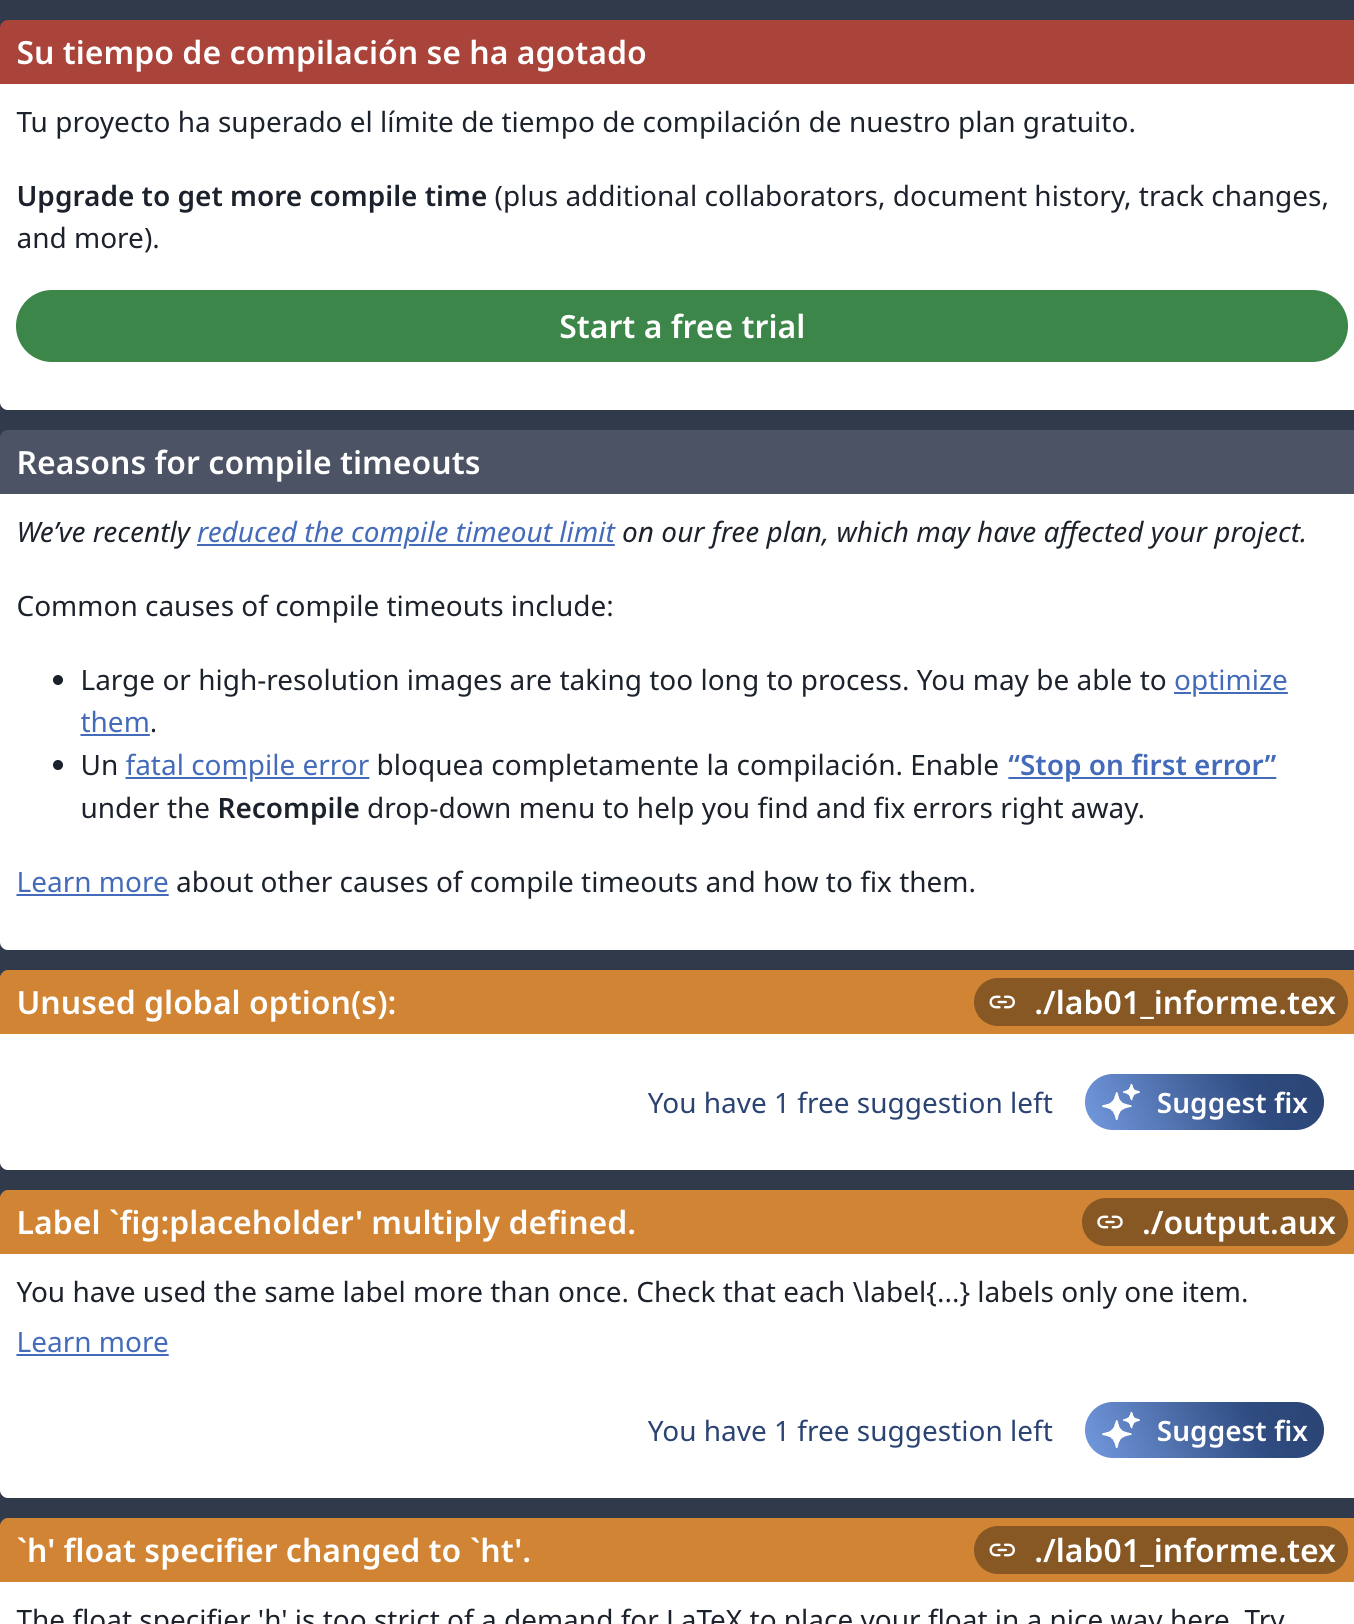 Su tiempo de compilación se ha agotado
Tu proyecto ha superado el límite de tiempo de compilación de nuestro plan gratuito.
Upgrade to get more compile time (plus additional collaborators, document history, track changes,
and more).
Start a free trial
Reasons for compile timeouts
We’ve recently reduced the compile timeout limit on our free plan, which may have affected your project.
Common causes of compile timeouts include:
• Large or high-resolution images are taking too long to process. You may be able to optimize
them.
• Un fatal compile error bloquea completamente la compilación. Enable “Stop on first error”
under the Recompile drop-down menu to help you find and fix errors right away.
Learn more about other causes of compile timeouts and how to fix them.
Unused global option(s): ./lab01_informe.tex
You have 1 free suggestion left Suggest fix
Label `fig:placeholder' multiply defined. ./output.aux
You have used the same label more than once. Check that each \label{...} labels only one item.
Learn more
You have 1 free suggestion left Suggest fix
`h' float specifier changed to `ht'. ./lab01_informe.tex
The float specifier 'h' is too strict of a demand for LaTeX to place your float in a nice way here. Try